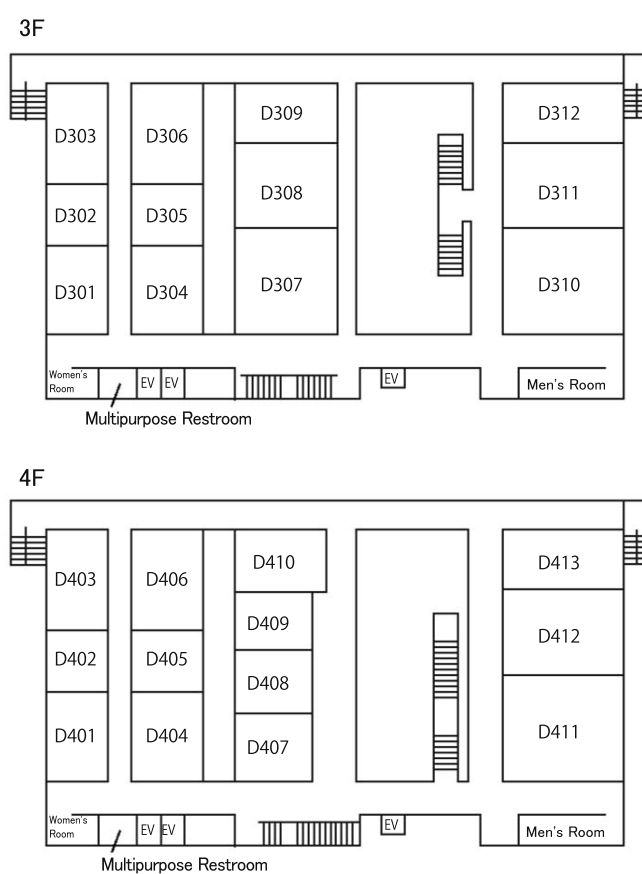 3F
D303 D306 D309 D312
D308 D311
D302 D305
D301 D304 D307 D310
Women's
Room
EV EV
EV
Men's Room
Multipurpose Restroom
4F
D403 D406 D410 D413
D409 D412
D402 D405
D408
D401 D404 D407 D411
Women's
Room
EV EV
EV
Men's Room
Multipurpose Restroom